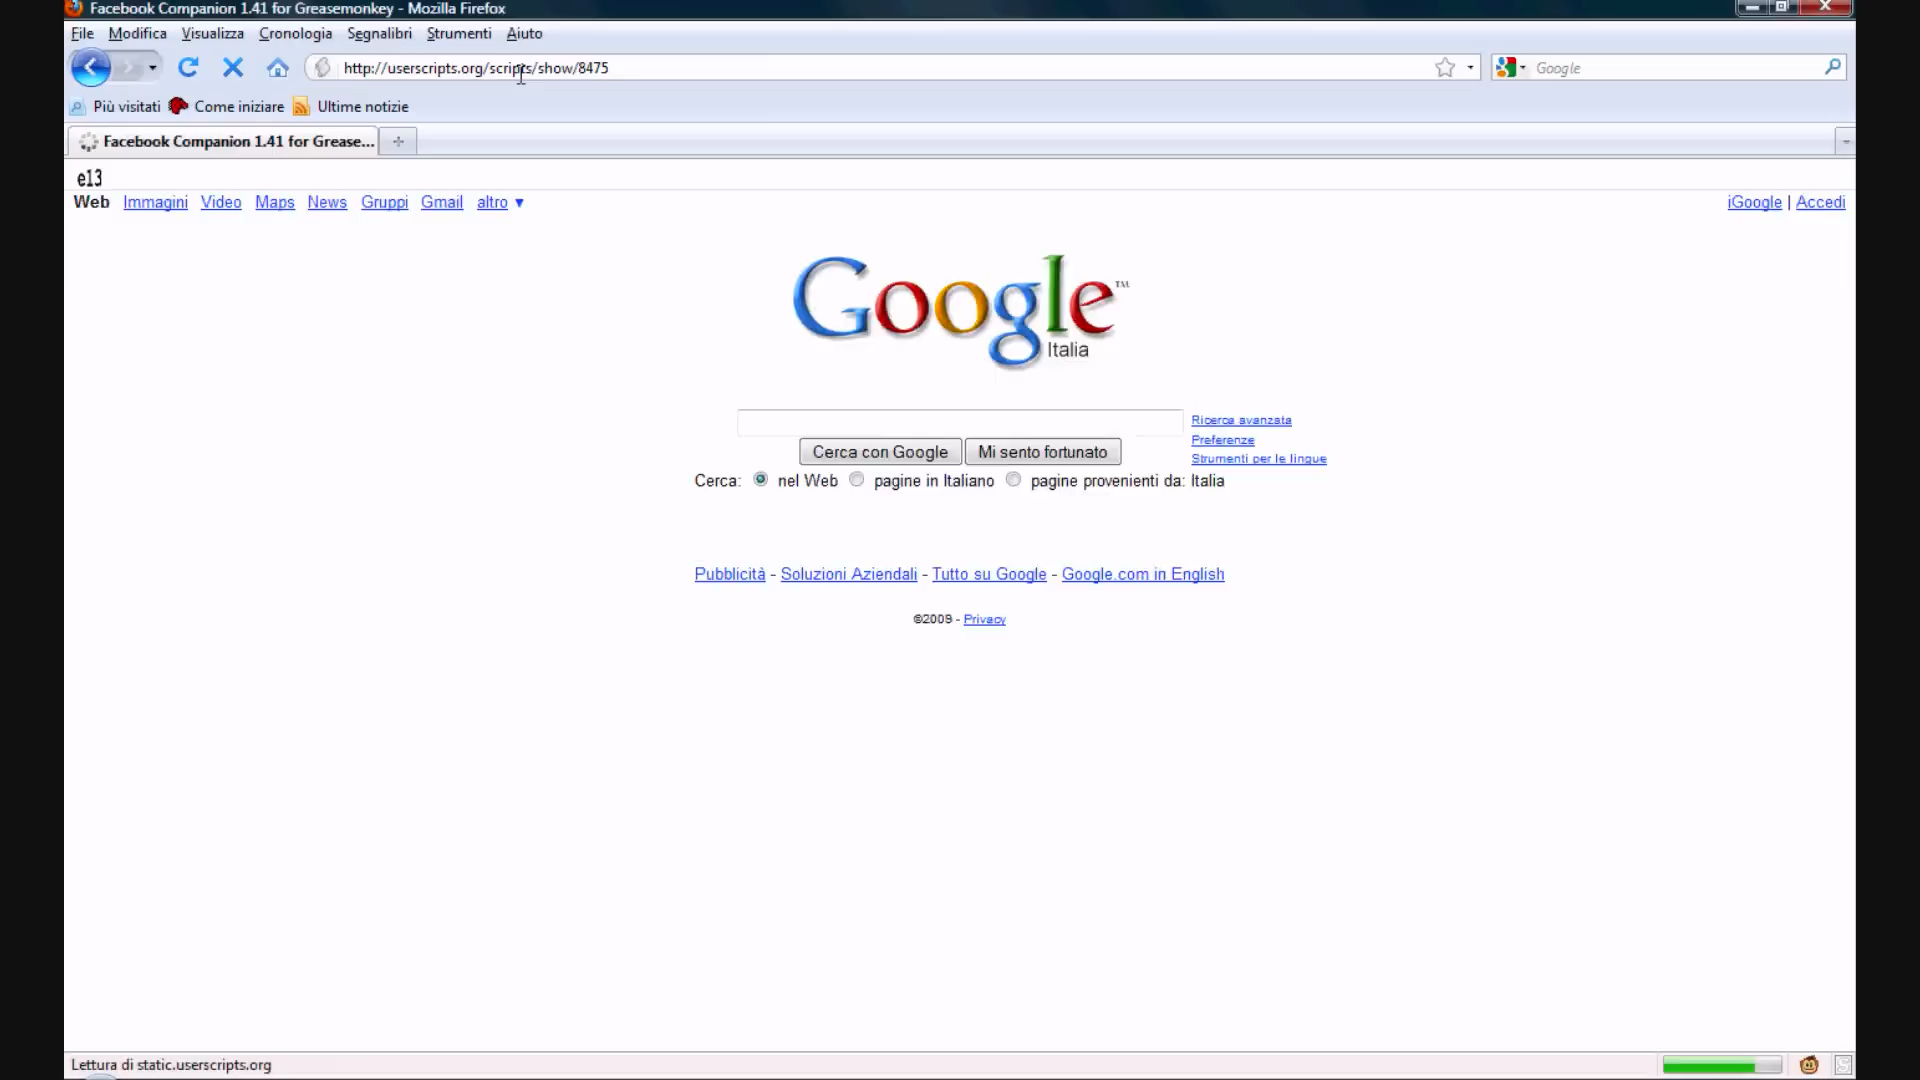 Facebook Companion 1.41 for Greasemonkey - Mozilla Firefox
File Modifica Visualizza Cronologia Segnalibri Strumenti Aiuto
http://userscripts.org/scripts/show/8475
Google
Più visitati Come iniziare Ultime notizie
Facebook Companion 1.41 for Grease...
e13
Web Immagini Video Maps News Gruppi Gmail altro ▼
iGoogle | Accedi
Google™
Italia
Ricerca avanzata
Preferenze
Strumenti per le lingue
Cerca con Google Mi sento fortunato
Cerca: nel Web pagine in Italiano pagine provenienti da: Italia
Pubblicità - Soluzioni Aziendali - Tutto su Google - Google.com in English
©2009 - Privacy
Lettura di static.userscripts.org